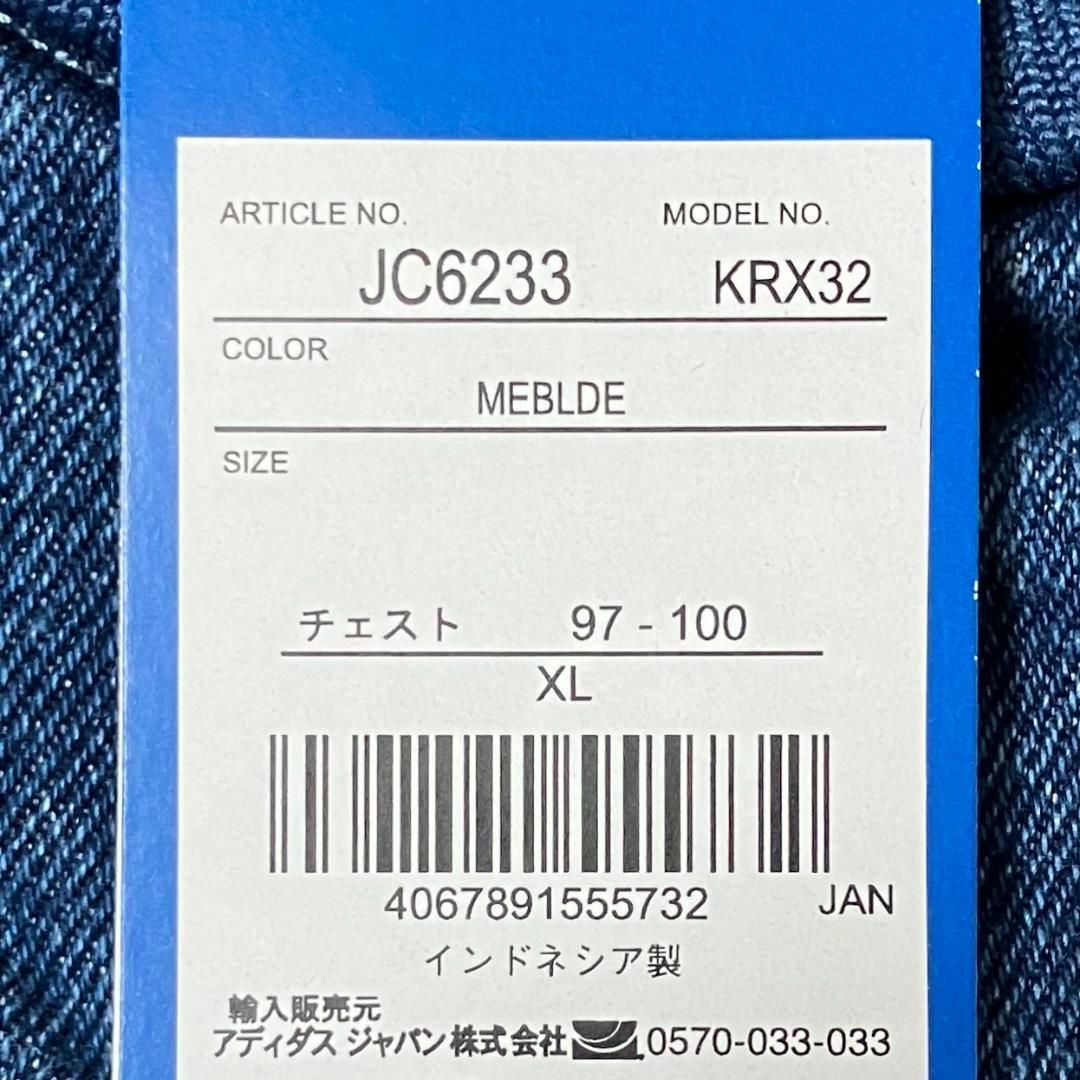 ARTICLE NO. MODEL NO.
JC6233 KRX32
COLOR
MEBLDE
SIZE
チェスト 97 - 100
XL
4067891555732 JAN
インドネシア製
輸入販売元
アディダス ジャパン株式会社 0570-033-033